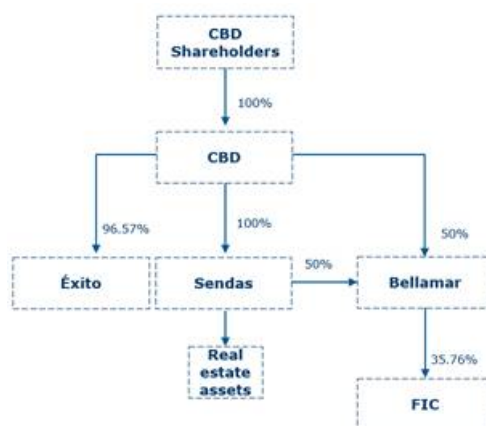 CBD
Shareholders
100%
CBD
96.57%
100%
50%
50%
Éxito
Sendas
Bellamar
Real
estate
assets
35.76%
FIC